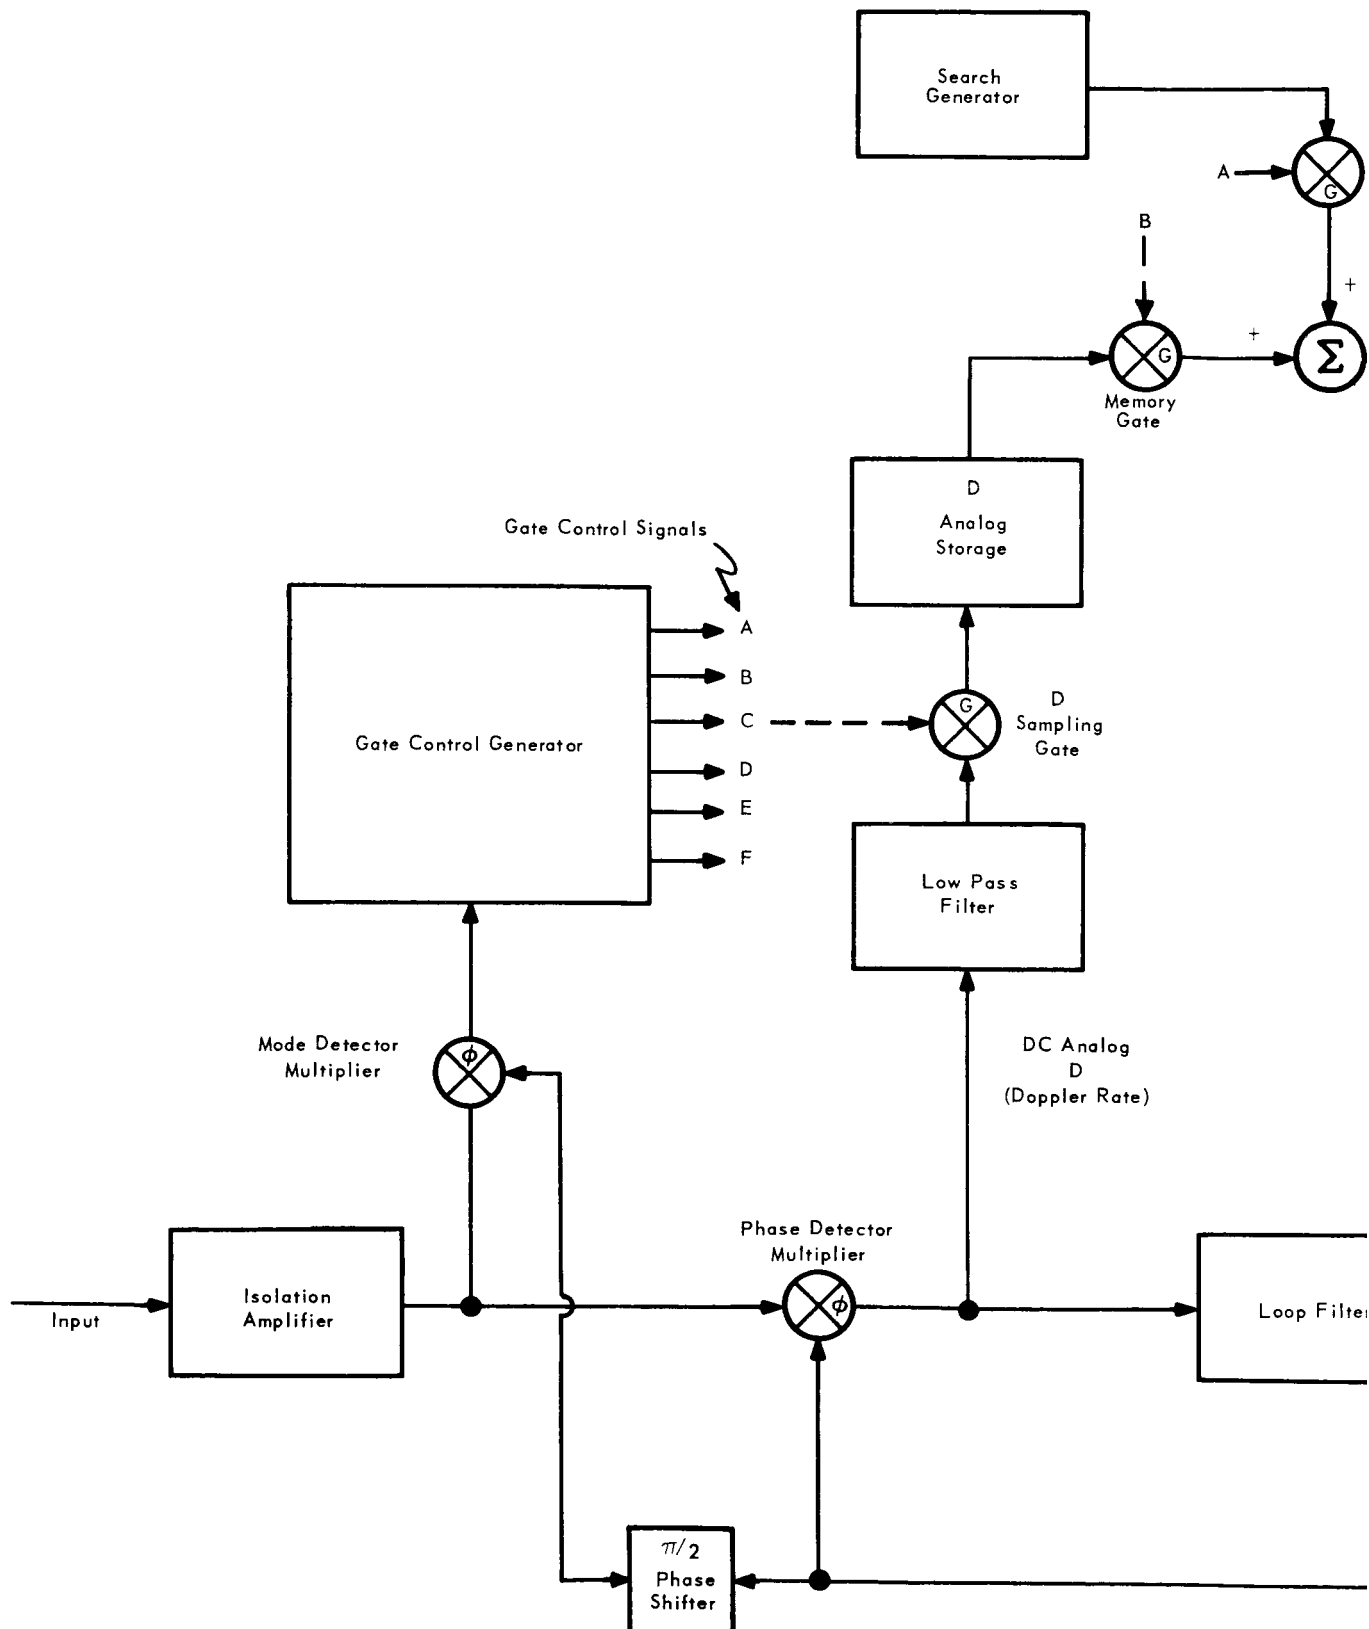 Search
Generator
A
G
B
+
+
G
Σ
Memory
Gate
D
Analog
Storage
Gate Control Signals
A
B
C
D
E
F
Gate Control Generator
G
D
Sampling
Gate
Low Pass
Filter
Mode Detector
Multiplier
ϕ
DC Analog
D
(Doppler Rate)
Phase Detector
Multiplier
Input
Isolation
Amplifier
ϕ
Loop Filter
π/2
Phase
Shifter